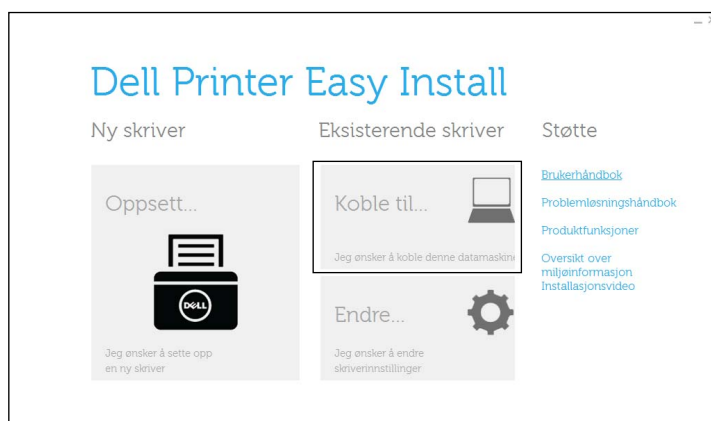 Dell Printer Easy Install
Ny skriver
Eksisterende skriver
Støtte
Oppsett...
DELL
Jeg ønsker å sette opp
en ny skriver
Koble til...
Jeg ønsker å koble denne datamaskine
Endre...
Jeg ønsker å endre
skriverinnstillinger
Brukerhåndbok
Problemløsningshåndbok
Produktfunksjoner
Oversikt over
miljøinformasjon
Installasjonsvideo